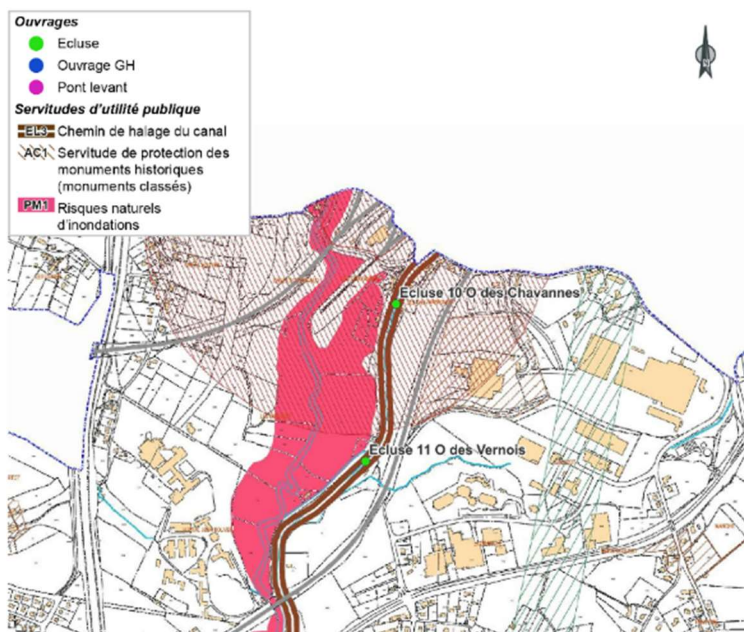 Ouvrages
Ecluse
Ouvrage GH
Pont levant
Servitudes d'utilité publique
EL3 Chemin de halage du canal
AC1 Servitude de protection des
monuments historiques
(monuments classés)
PM1 Risques naturels
d'inondations
N
Ecluse 10 O des Chavannes
Ecluse 11 O des Vernois